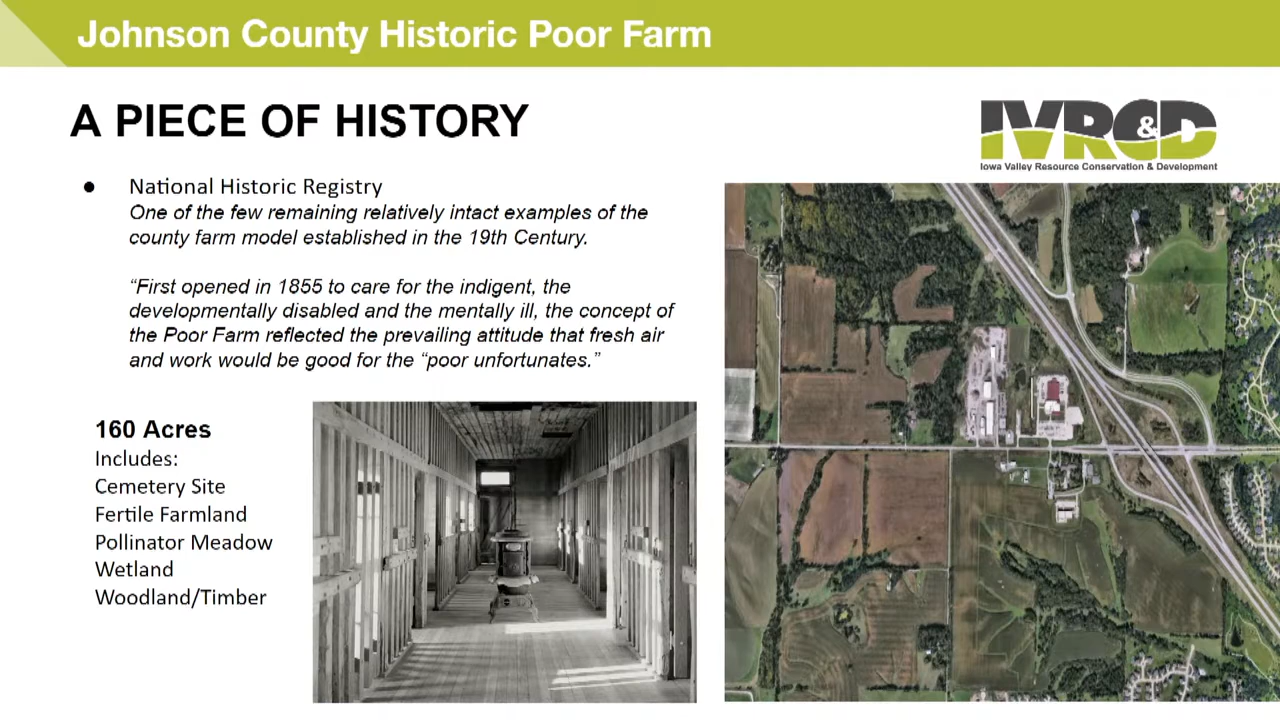 Johnson County Historic Poor Farm
A PIECE OF HISTORY
IVRC&D
Iowa Valley Resource Conservation & Development
● National Historic Registry
One of the few remaining relatively intact examples of the
county farm model established in the 19th Century.
“First opened in 1855 to care for the indigent, the
developmentally disabled and the mentally ill, the concept of
the Poor Farm reflected the prevailing attitude that fresh air
and work would be good for the “poor unfortunates.”
160 Acres
Includes:
Cemetery Site
Fertile Farmland
Pollinator Meadow
Wetland
Woodland/Timber